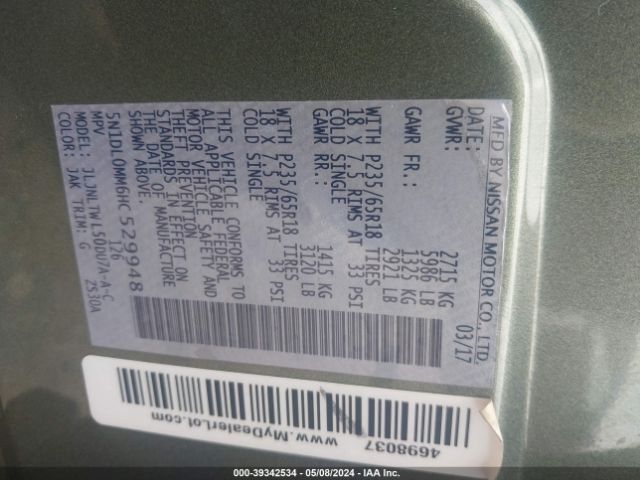 MFD BY NISSAN MOTOR CO., LTD.
DATE: 03/17
GVWR: 2715 KG
5986 LB
GAWR FR.: 1325 KG
2921 LB
WITH P235/65R18 TIRES
18 X 7.5 RIMS AT 33 PSI
COLD SINGLE
GAWR RR.: 1415 KG
3120 LB
WITH P235/65R18 TIRES
18 X 7.5 RIMS AT 33 PSI
COLD SINGLE
THIS VEHICLE CONFORMS TO
ALL APPLICABLE FEDERAL
MOTOR VEHICLE SAFETY AND
THEFT PREVENTION
STANDARDS IN EFFECT ON
THE DATE OF MANUFACTURE
SHOWN ABOVE.
5N1DL0MM6HC529948
MPV 126
MODEL: JLJNLTWL50DU7A-A-C
COLOR: JAK TRIM: G ZS30A
4698037
www.MyDealerLot.com
000-39342534 - 05/08/2024 - IAA Inc.